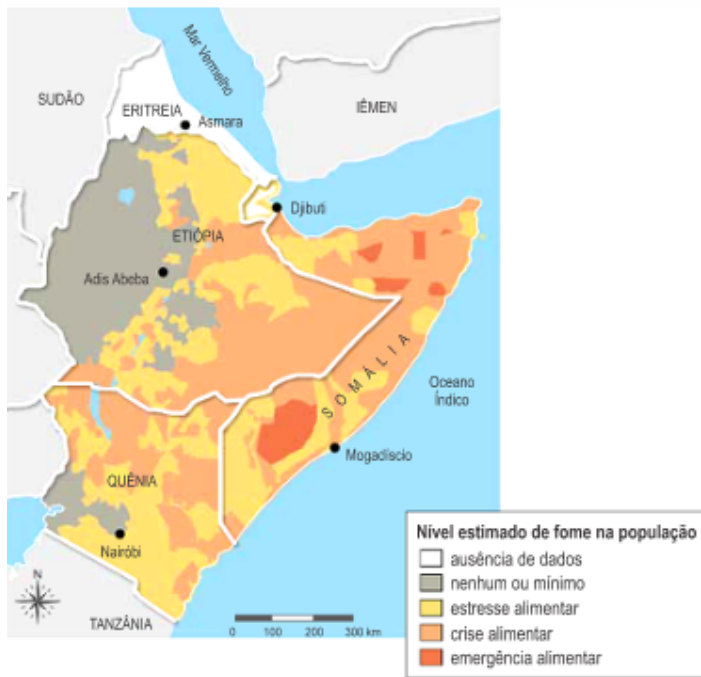 Mar Vermelho
SUDÃO
ERITREIA
Asmara
IÊMEN
Djibuti
ETIÓPIA
Adis Abeba
SOMÁLIA
Oceano
Índico
Mogadíscio
QUÊNIA
Nairóbi
N
TANZÂNIA
0 100 200 300 km
Nível estimado de fome na população
ausência de dados
nenhum ou mínimo
estresse alimentar
crise alimentar
emergência alimentar